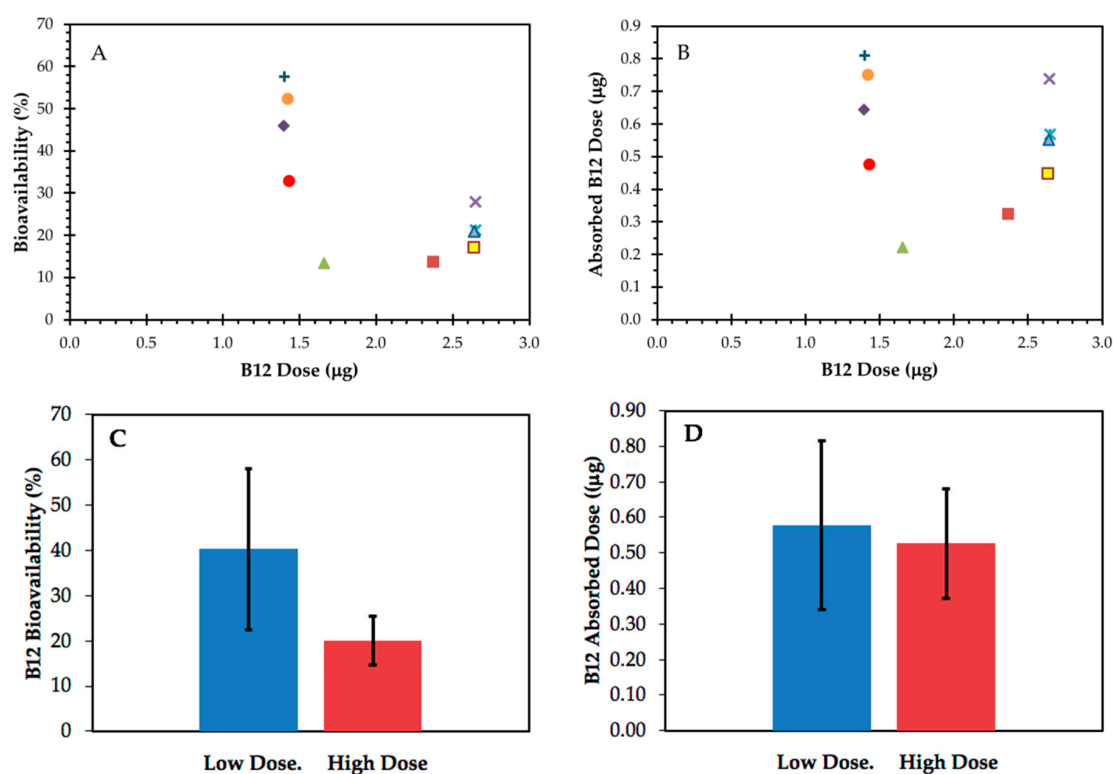 A
Bioavailability (%)
70
60
50
40
30
20
10
0
0.0 0.5 1.0 1.5 2.0 2.5 3.0
B12 Dose (µg)
B
Absorbed B12 Dose (µg)
0.9
0.8
0.7
0.6
0.5
0.4
0.3
0.2
0.1
0.0
0.0 0.5 1.0 1.5 2.0 2.5 3.0
B12 Dose (µg)
C
B12 Bioavailability (%)
70
60
50
40
30
20
10
0
Low Dose. High Dose
D
B12 Absorbed Dose ((µg)
0.90
0.80
0.70
0.60
0.50
0.40
0.30
0.20
0.10
0.00
Low Dose. High Dose